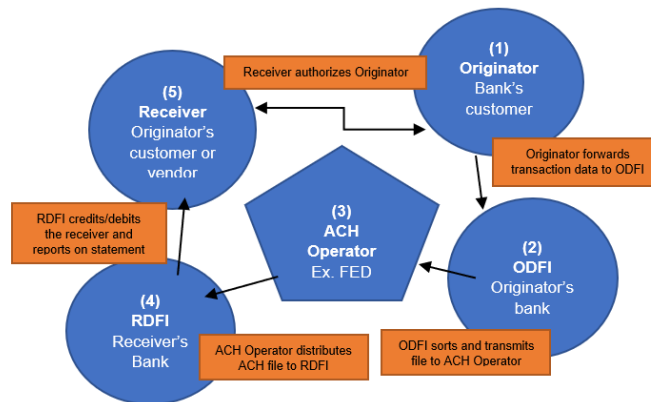 (1)
Originator
Bank's
customer
Receiver authorizes Originator
(5)
Receiver
Originator's
customer or
vendor
Originator forwards
transaction data to ODFI
(3)
ACH
Operator
Ex. FED
RDFI credits/debits
the receiver and
reports on statement
(2)
ODFI
Originator's
bank
(4)
RDFI
Receiver's
Bank
ACH Operator distributes
ACH file to RDFI
ODFI sorts and transmits
file to ACH Operator